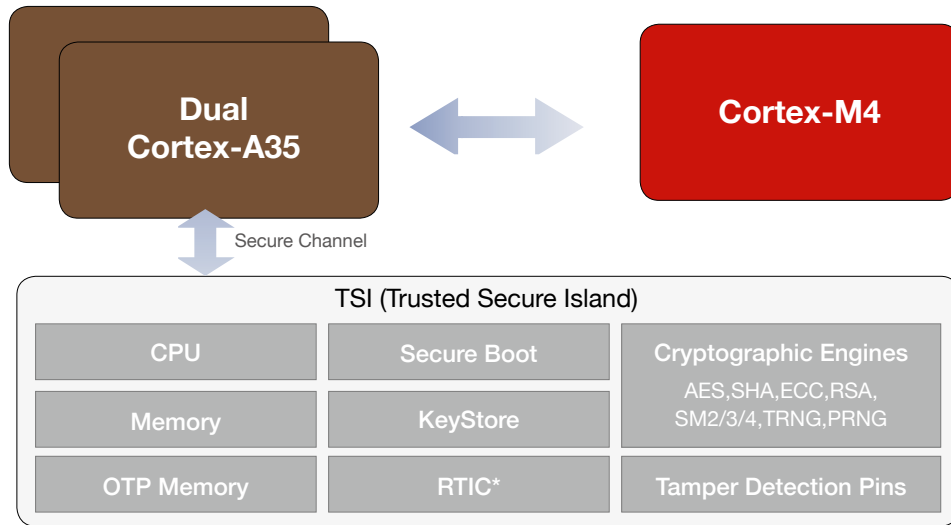 Dual
Cortex-A35
Cortex-M4
Secure Channel
TSI (Trusted Secure Island)
CPU
Secure Boot
Cryptographic Engines
AES,SHA,ECC,RSA,
SM2/3/4,TRNG,PRNG
Memory
KeyStore
OTP Memory
RTIC*
Tamper Detection Pins